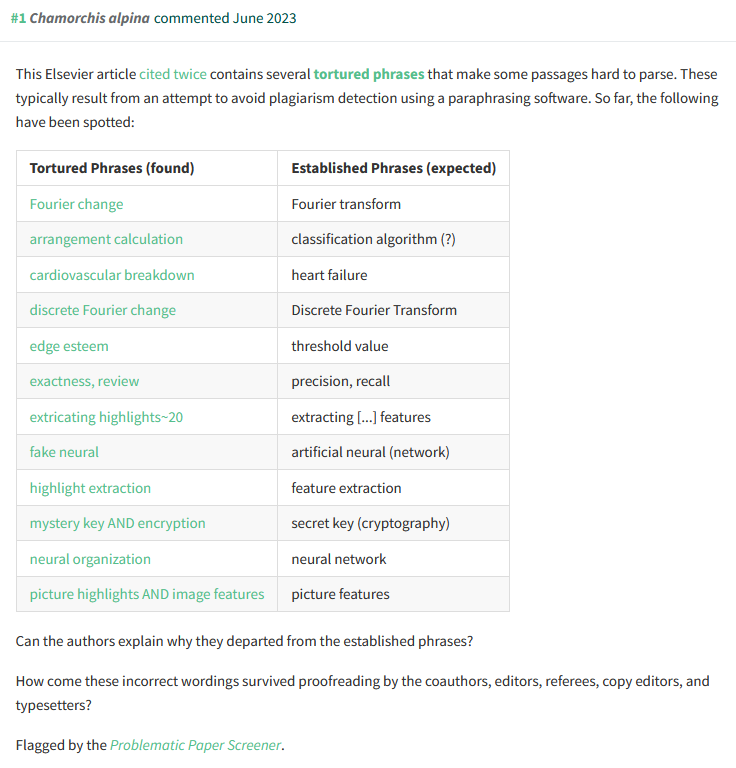 #1 Chamorchis alpina commented June 2023
This Elsevier article cited twice contains several tortured phrases that make some passages hard to parse. These
typically result from an attempt to avoid plagiarism detection using a paraphrasing software. So far, the following
have been spotted:
Tortured Phrases (found) Established Phrases (expected)
Fourier change Fourier transform
arrangement calculation classification algorithm (?)
cardiovascular breakdown heart failure
discrete Fourier change Discrete Fourier Transform
edge esteem threshold value
exactness, review precision, recall
extricating highlights~20 extracting [...] features
fake neural artificial neural (network)
highlight extraction feature extraction
mystery key AND encryption secret key (cryptography)
neural organization neural network
picture highlights AND image features picture features
Can the authors explain why they departed from the established phrases?
How come these incorrect wordings survived proofreading by the coauthors, editors, referees, copy editors, and
typesetters?
Flagged by the Problematic Paper Screener.